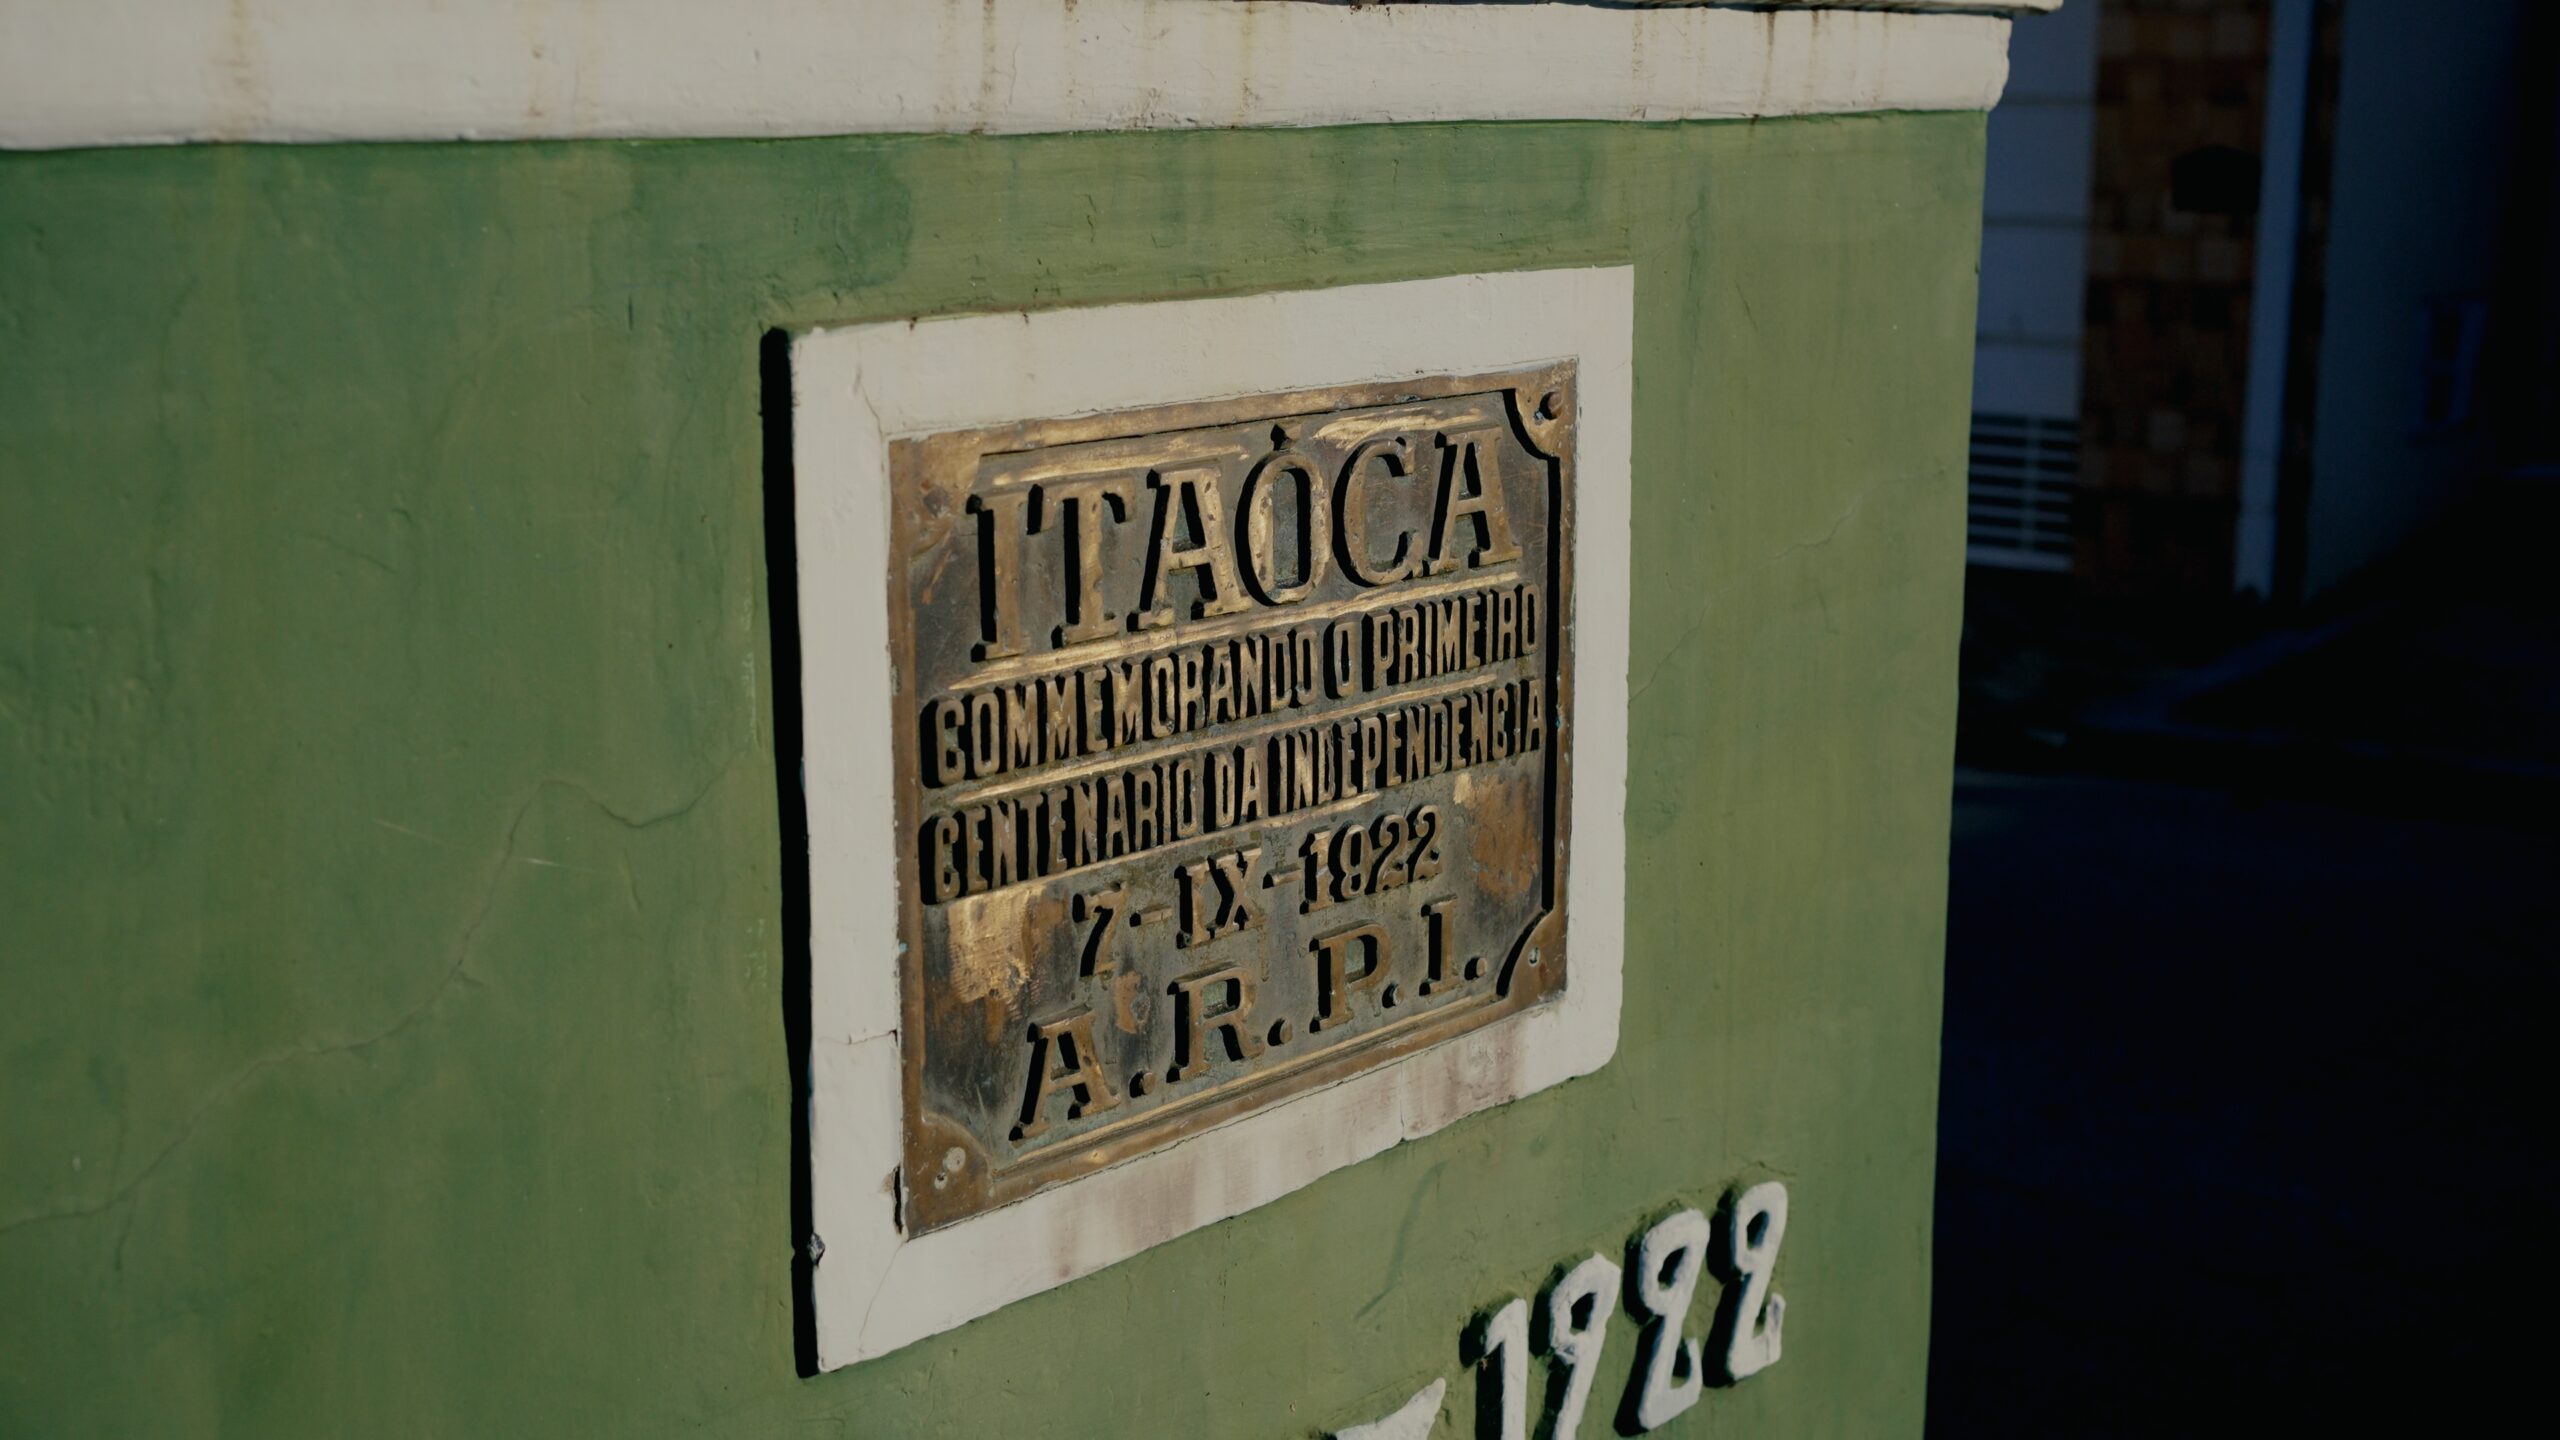 ITAÓCA
COMMEMORANDO O PRIMEIRO
CENTENARIO DA INDEPENDENCIA
7-IX-1922
A.R.P.I.
1922